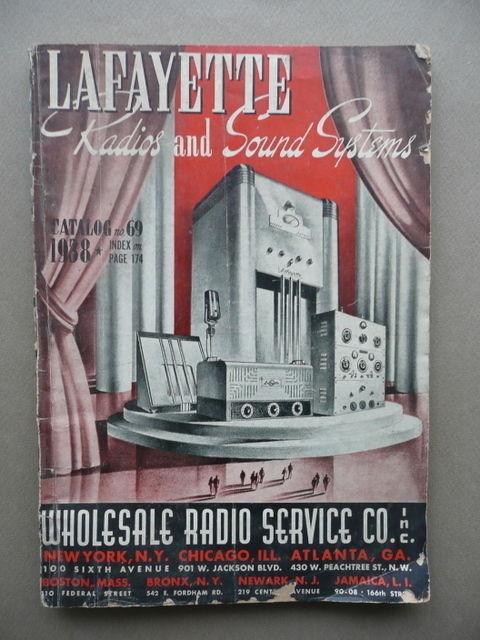 LAFAYETTE
Radios and Sound Systems
CATALOG no 69
1938 * INDEX on PAGE 174
Lafayette
WHOLESALE RADIO SERVICE CO. INC.
NEW YORK, N.Y. CHICAGO, ILL. ATLANTA, GA.
100 SIXTH AVENUE 901 W. JACKSON BLVD. 430 W. PEACHTREE ST., N.W.
BOSTON, MASS. BRONX, N.Y. NEWARK, N.J. JAMAICA, L.I.
110 FEDERAL STREET 542 E. FORDHAM RD. 219 CENTRAL AVENUE 90-08 · 166th